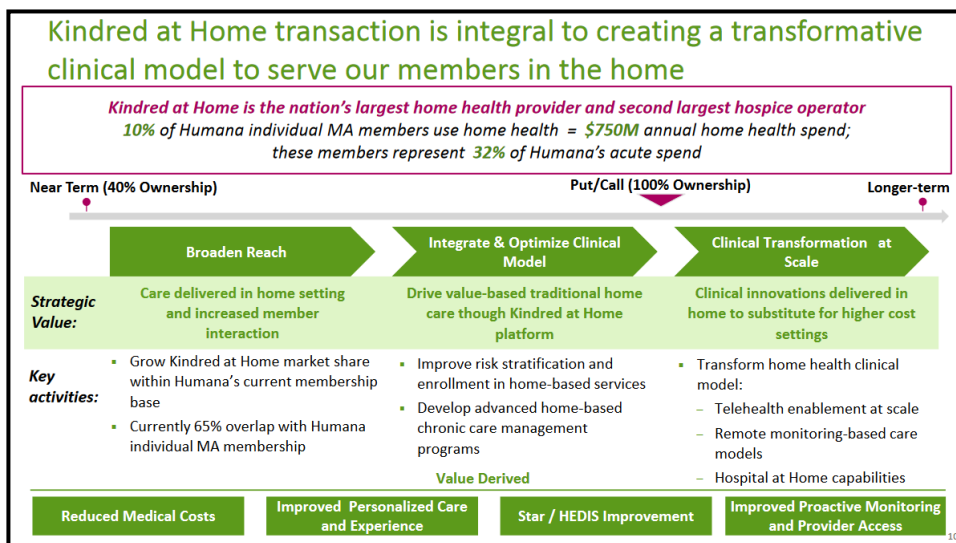 Kindred at Home transaction is integral to creating a transformative
clinical model to serve our members in the home
Kindred at Home is the nation's largest home health provider and second largest hospice operator
10% of Humana individual MA members use home health = $750M annual home health spend;
these members represent 32% of Humana's acute spend
Near Term (40% Ownership)
Put/Call (100% Ownership)
Longer-term
Broaden Reach
Integrate & Optimize Clinical
Model
Clinical Transformation at
Scale
Strategic
Value:
Care delivered in home setting
and increased member
interaction
Drive value-based traditional home
care though Kindred at Home
platform
Clinical innovations delivered in
home to substitute for higher cost
settings
Key
activities:
▪ Grow Kindred at Home market share
within Humana's current membership
base
▪ Currently 65% overlap with Humana
individual MA membership
▪ Improve risk stratification and
enrollment in home-based services
▪ Develop advanced home-based
chronic care management
programs
▪ Transform home health clinical
model:
– Telehealth enablement at scale
– Remote monitoring-based care
models
– Hospital at Home capabilities
Value Derived
Reduced Medical Costs
Improved Personalized Care
and Experience
Star / HEDIS Improvement
Improved Proactive Monitoring
and Provider Access